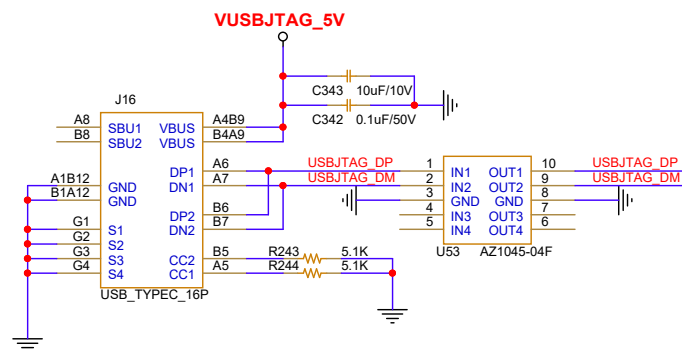 VUSBJTAG_5V
C343 10uF/10V
C342 0.1uF/50V
J16
A8 SBU1 VBUS A4B9
B8 SBU2 VBUS B4A9
DP1 A6
DN1 A7
A1B12 GND
B1A12 GND
DP2 B6
DN2 B7
G1 S1
G2 S2
G3 S3 CC2 B5
G4 S4 CC1 A5
USB_TYPEC_16P
R243 5.1K
R244 5.1K
USBJTAG_DP 1 IN1 OUT1 10 USBJTAG_DP
USBJTAG_DM 2 IN2 OUT2 9 USBJTAG_DM
3 GND GND 8
4 IN3 OUT3 7
5 IN4 OUT4 6
U53 AZ1045-04F